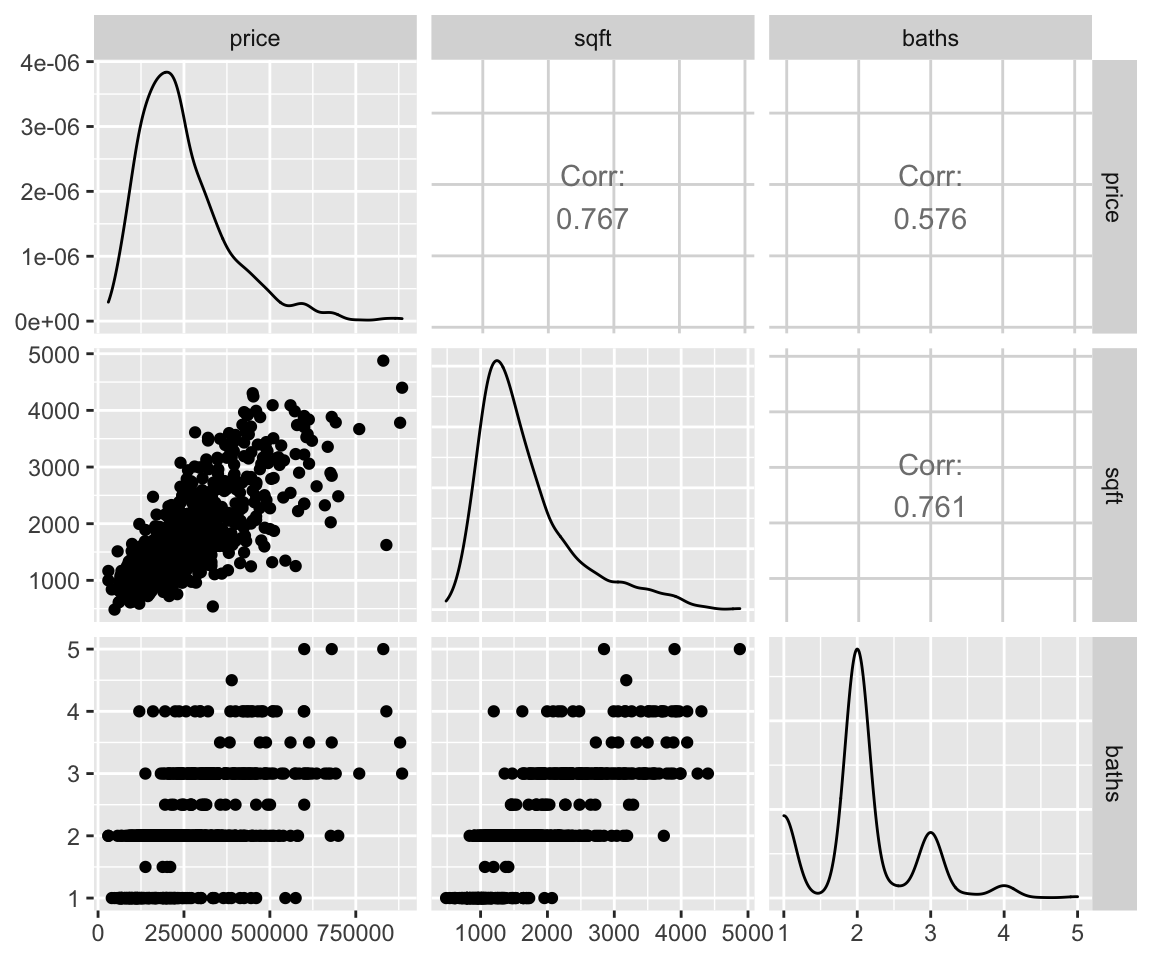 price sqft baths
4e-06
3e-06
2e-06
1e-06
0e+00
Corr:
0.767
Corr:
0.576
price
5000
4000
3000
2000
1000
Corr:
0.761
sqft
5
4
3
2
1
baths
0 250000 500000 750000
1000 2000 3000 4000 5000
1 2 3 4 5